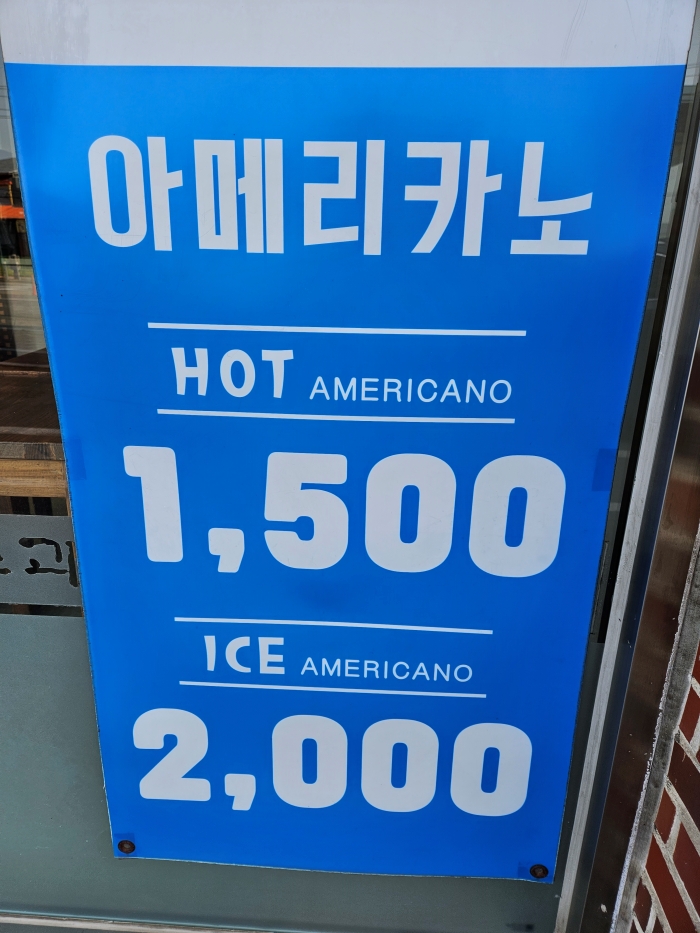 아메리카노
HOT AMERICANO
1,500
ICE AMERICANO
2,000